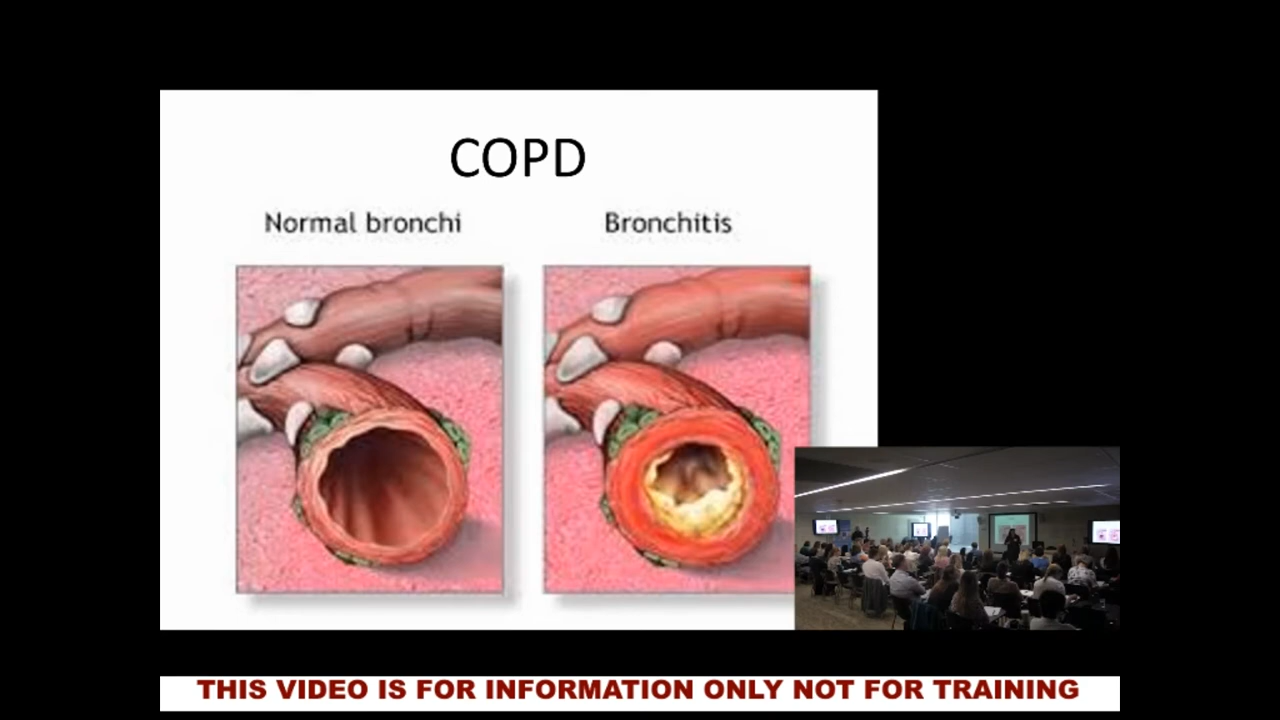 COPD
Normal bronchi
Bronchitis
THIS VIDEO IS FOR INFORMATION ONLY NOT FOR TRAINING